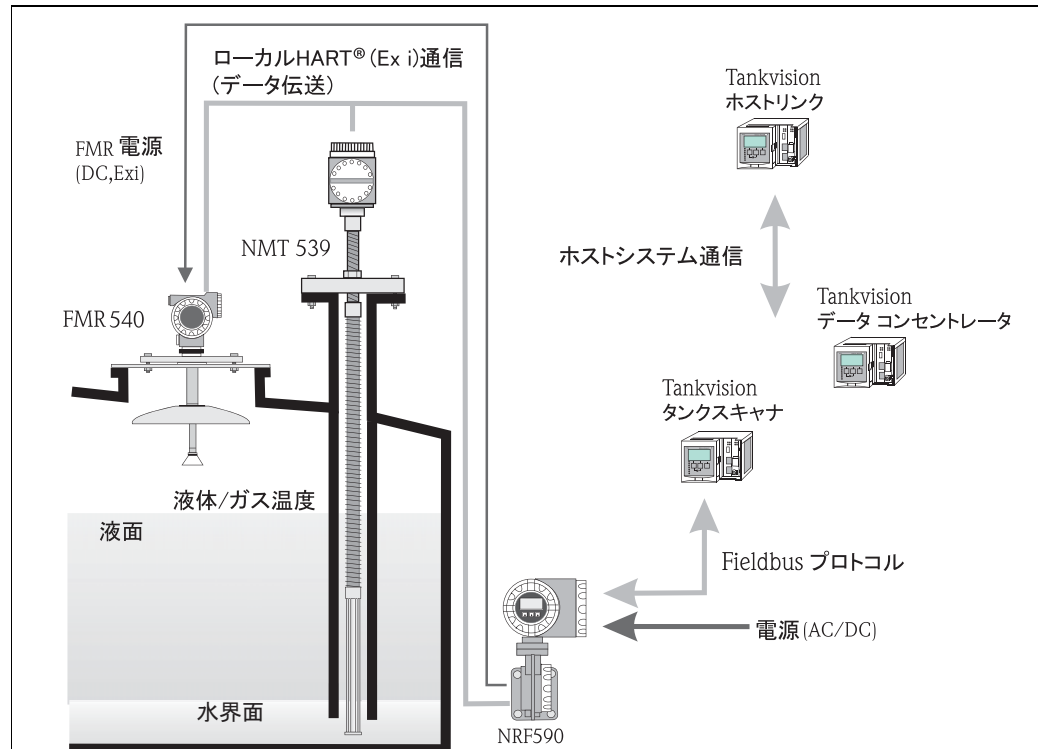 ローカルHART® (Ex i)通信
(データ伝送)
FMR 電源
(DC,Exi)
NMT 539
FMR 540
液体/ガス温度
液面
水界面
NRF590
Tankvision
ホストリンク
ホストシステム通信
Tankvision
データ コンセントレータ
Tankvision
タンクスキャナ
Fieldbus プロトコル
電源 (AC/DC)